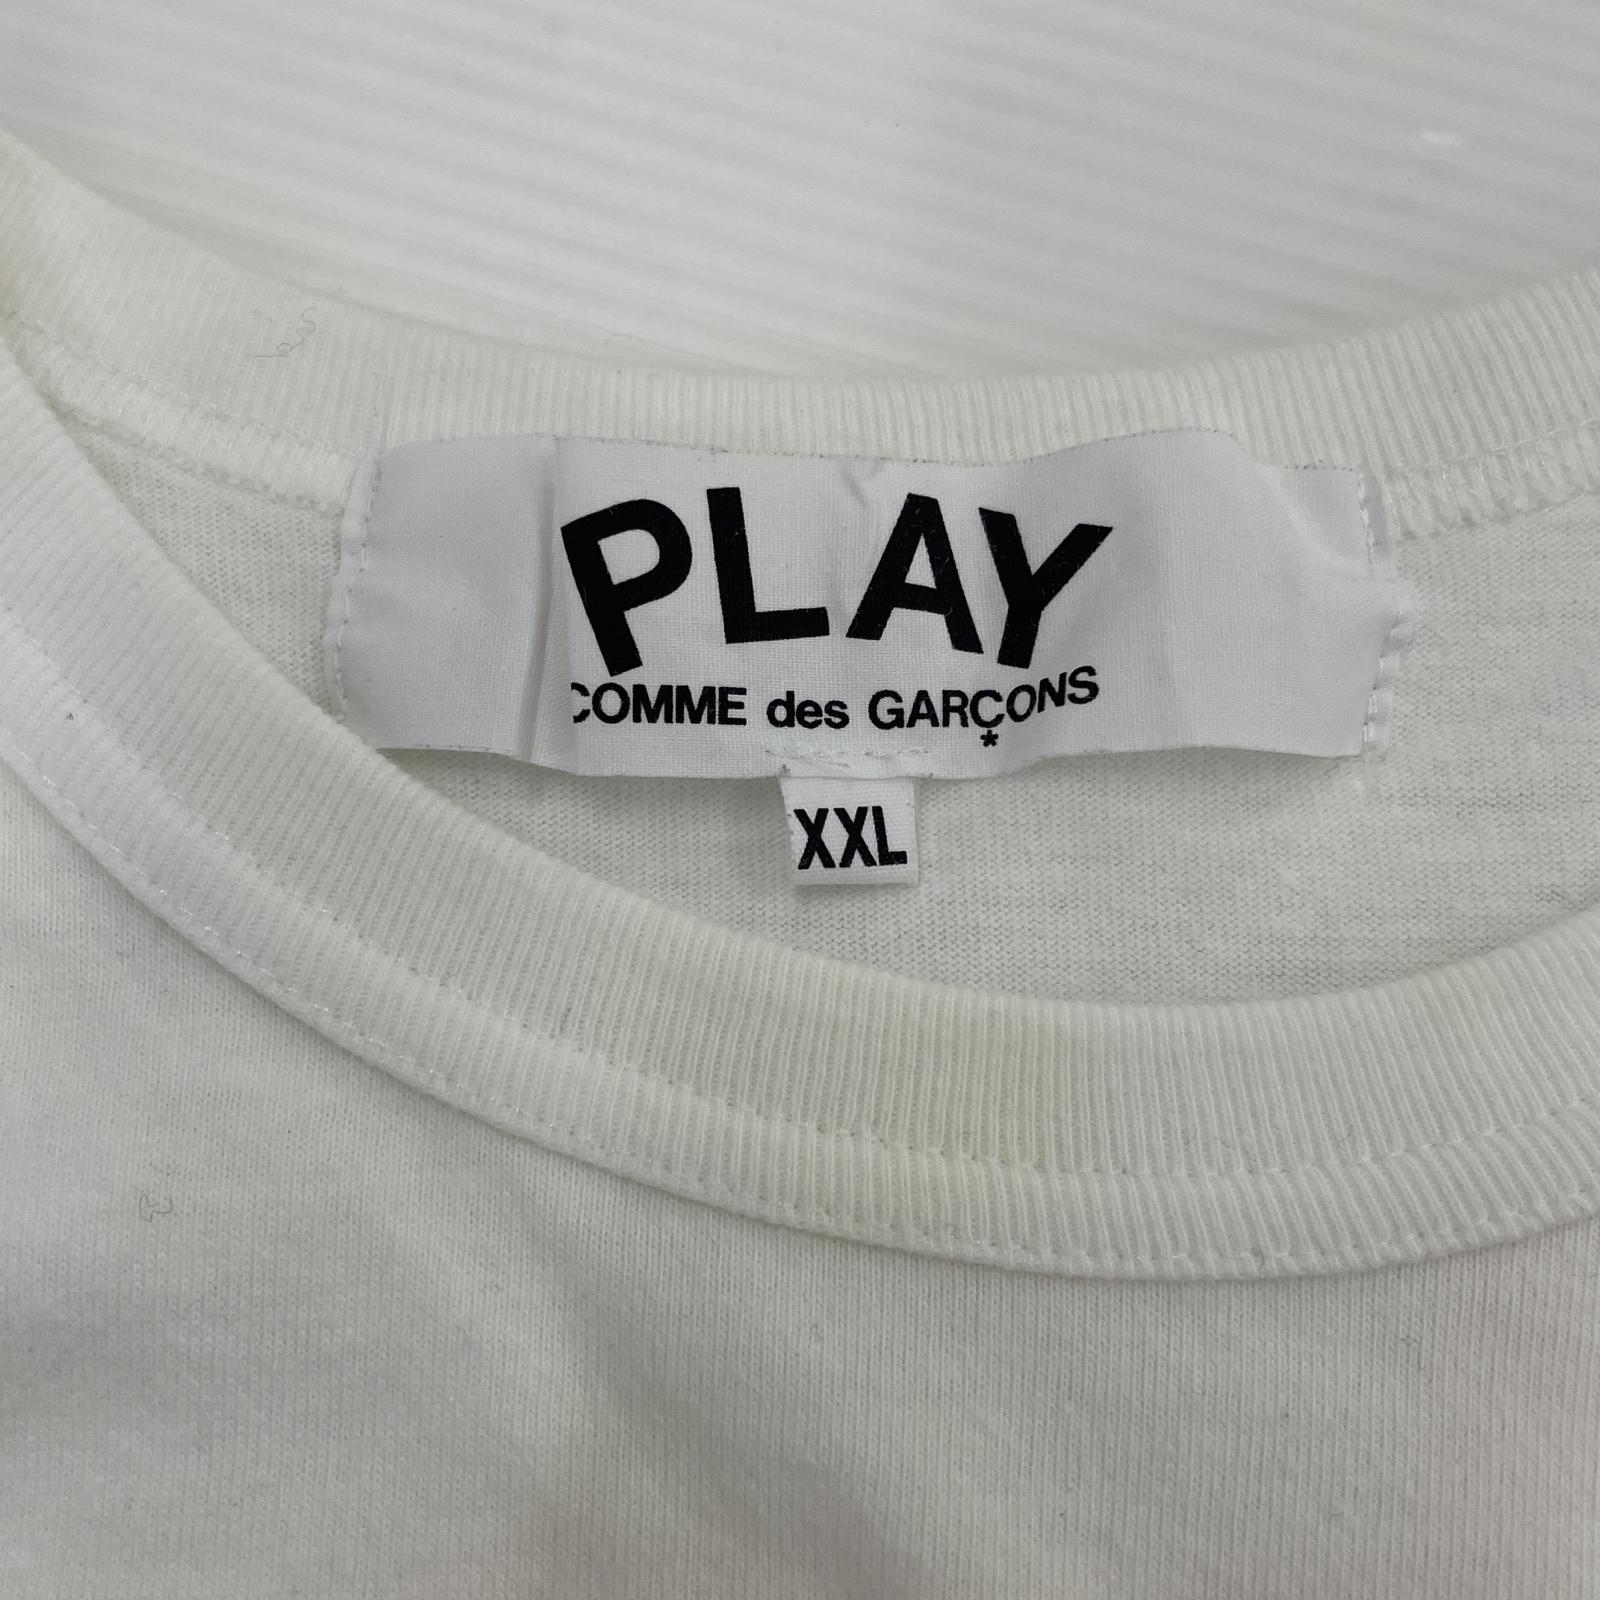 PLAY
COMME des GARÇONS
*
XXL